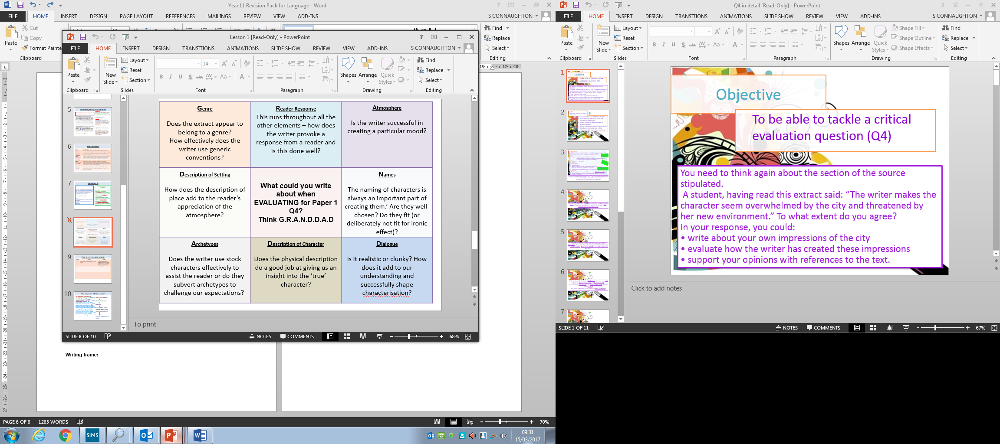 Year 11 Revision Pack for Language - Word
FILE HOME INSERT DESIGN PAGE LAYOUT REFERENCES MAILINGS REVIEW VIEW ADD-INS
S CONNAUGHTON
Paste
Cut
Copy
Format Painte
Clipboard
Find
Replace
Select
Editing
Lesson 1 [Read-Only] - PowerPoint
FILE HOME INSERT DESIGN TRANSITIONS ANIMATIONS SLIDE SHOW REVIEW VIEW ADD-INS
S CONNAUGHTON
Paste
New
Slide
Layout
Reset
Section
14+
Shapes Arrange Quick
Styles
Find
Replace
Select
Clipboard Slides Font Paragraph Drawing Editing
5
Inference/Analysis/Evaluation:
6
Mark Scheme:
7
Question 4:
8
9
Hale is nervous and unsafe.
10
The structure of the answer:
Genre
Does the extract appear to
belong to a genre?
How effectively does the
writer use generic
conventions?
Reader Response
This runs throughout all the
other elements – how does
the writer provoke a
response from a reader and
is this done well?
Atmosphere
Is the writer successful in
creating a particular mood?
Description of Setting
How does the description of
place add to the reader's
appreciation of the
atmosphere?
What could you write
about when
EVALUATING for Paper 1
Q4?
Think G.R.A.N.D.D.A.D
Names
The naming of characters is
always an important part of
creating them.' Are they well-
chosen? Do they fit (or
deliberately not fit for ironic
effect)?
Archetypes
Does the writer use stock
characters effectively to
assist the reader or do they
subvert archetypes to
challenge our expectations?
Description of Character
Does the physical description
do a good job at giving us an
insight into the 'true'
character?
Dialogue
is it realistic or clunky? How
does it add to our
understanding and
successfully shape
characterisation?
To print
SLIDE 8 OF 10
NOTES COMMENTS 68%
Writing frame:
PAGE 6 OF 6 1265 WORDS
70%
SIMS
09:31
15/03/2017
Q4 in detail [Read-Only] - PowerPoint
FILE HOME INSERT DESIGN TRANSITIONS ANIMATIONS SLIDE SHOW REVIEW VIEW ADD-INS
S CONNAUGHTON
Paste
New
Slide
Layout
Reset
Section
Shapes Arrange Quick
Styles
Shape Fill
Shape Outline
Shape Effects
Find
Replace
Select
Clipboard Slides Font Paragraph Drawing Editing
1
2
3
4
5
6
7
Objective
To be able to tackle a critical
evaluation question (Q4)
You need to think again about the section of the source
stipulated.
A student, having read this extract said: “The writer makes the
character seem overwhelmed by the city and threatened by
her new environment.” To what extent do you agree?
In your response, you could:
• write about your own impressions of the city
• evaluate how the writer has created these impressions
• support your opinions with references to the text.
Click to add notes
SLIDE 1 OF 11
NOTES COMMENTS 67%